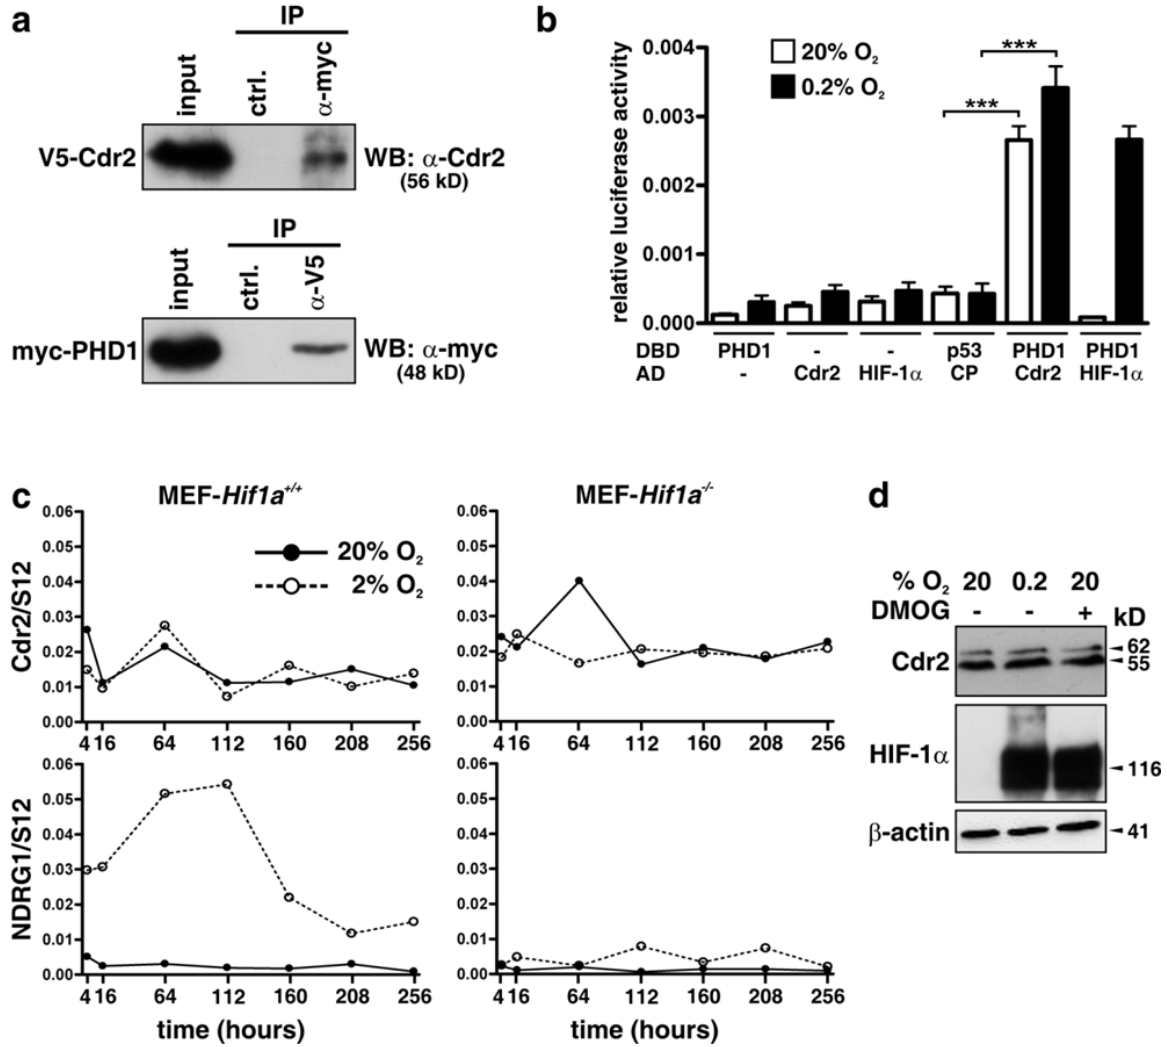 a
IP
input
ctrl.
α-myc
V5-Cdr2
WB: α-Cdr2
(56 kD)
IP
input
ctrl.
α-V5
myc-PHD1
WB: α-myc
(48 kD)
b
relative luciferase activity
0.004
0.003
0.002
0.001
0.000
20% O2
0.2% O2
***
***
DBD PHD1 - - p53 PHD1 PHD1
AD - Cdr2 HIF-1α CP Cdr2 HIF-1α
c
MEF-Hif1a+/+
Cdr2/S12
0.06
0.05
0.04
0.03
0.02
0.01
0.00
20% O2
2% O2
4 16 64 112 160 208 256
MEF-Hif1a-/-
0.06
0.05
0.04
0.03
0.02
0.01
0.00
4 16 64 112 160 208 256
NDRG1/S12
0.06
0.05
0.04
0.03
0.02
0.01
0.00
4 16 64 112 160 208 256
time (hours)
0.06
0.05
0.04
0.03
0.02
0.01
0.00
4 16 64 112 160 208 256
time (hours)
d
% O2 20 0.2 20
DMOG - - + kD
Cdr2
62
55
HIF-1α
116
β-actin
41